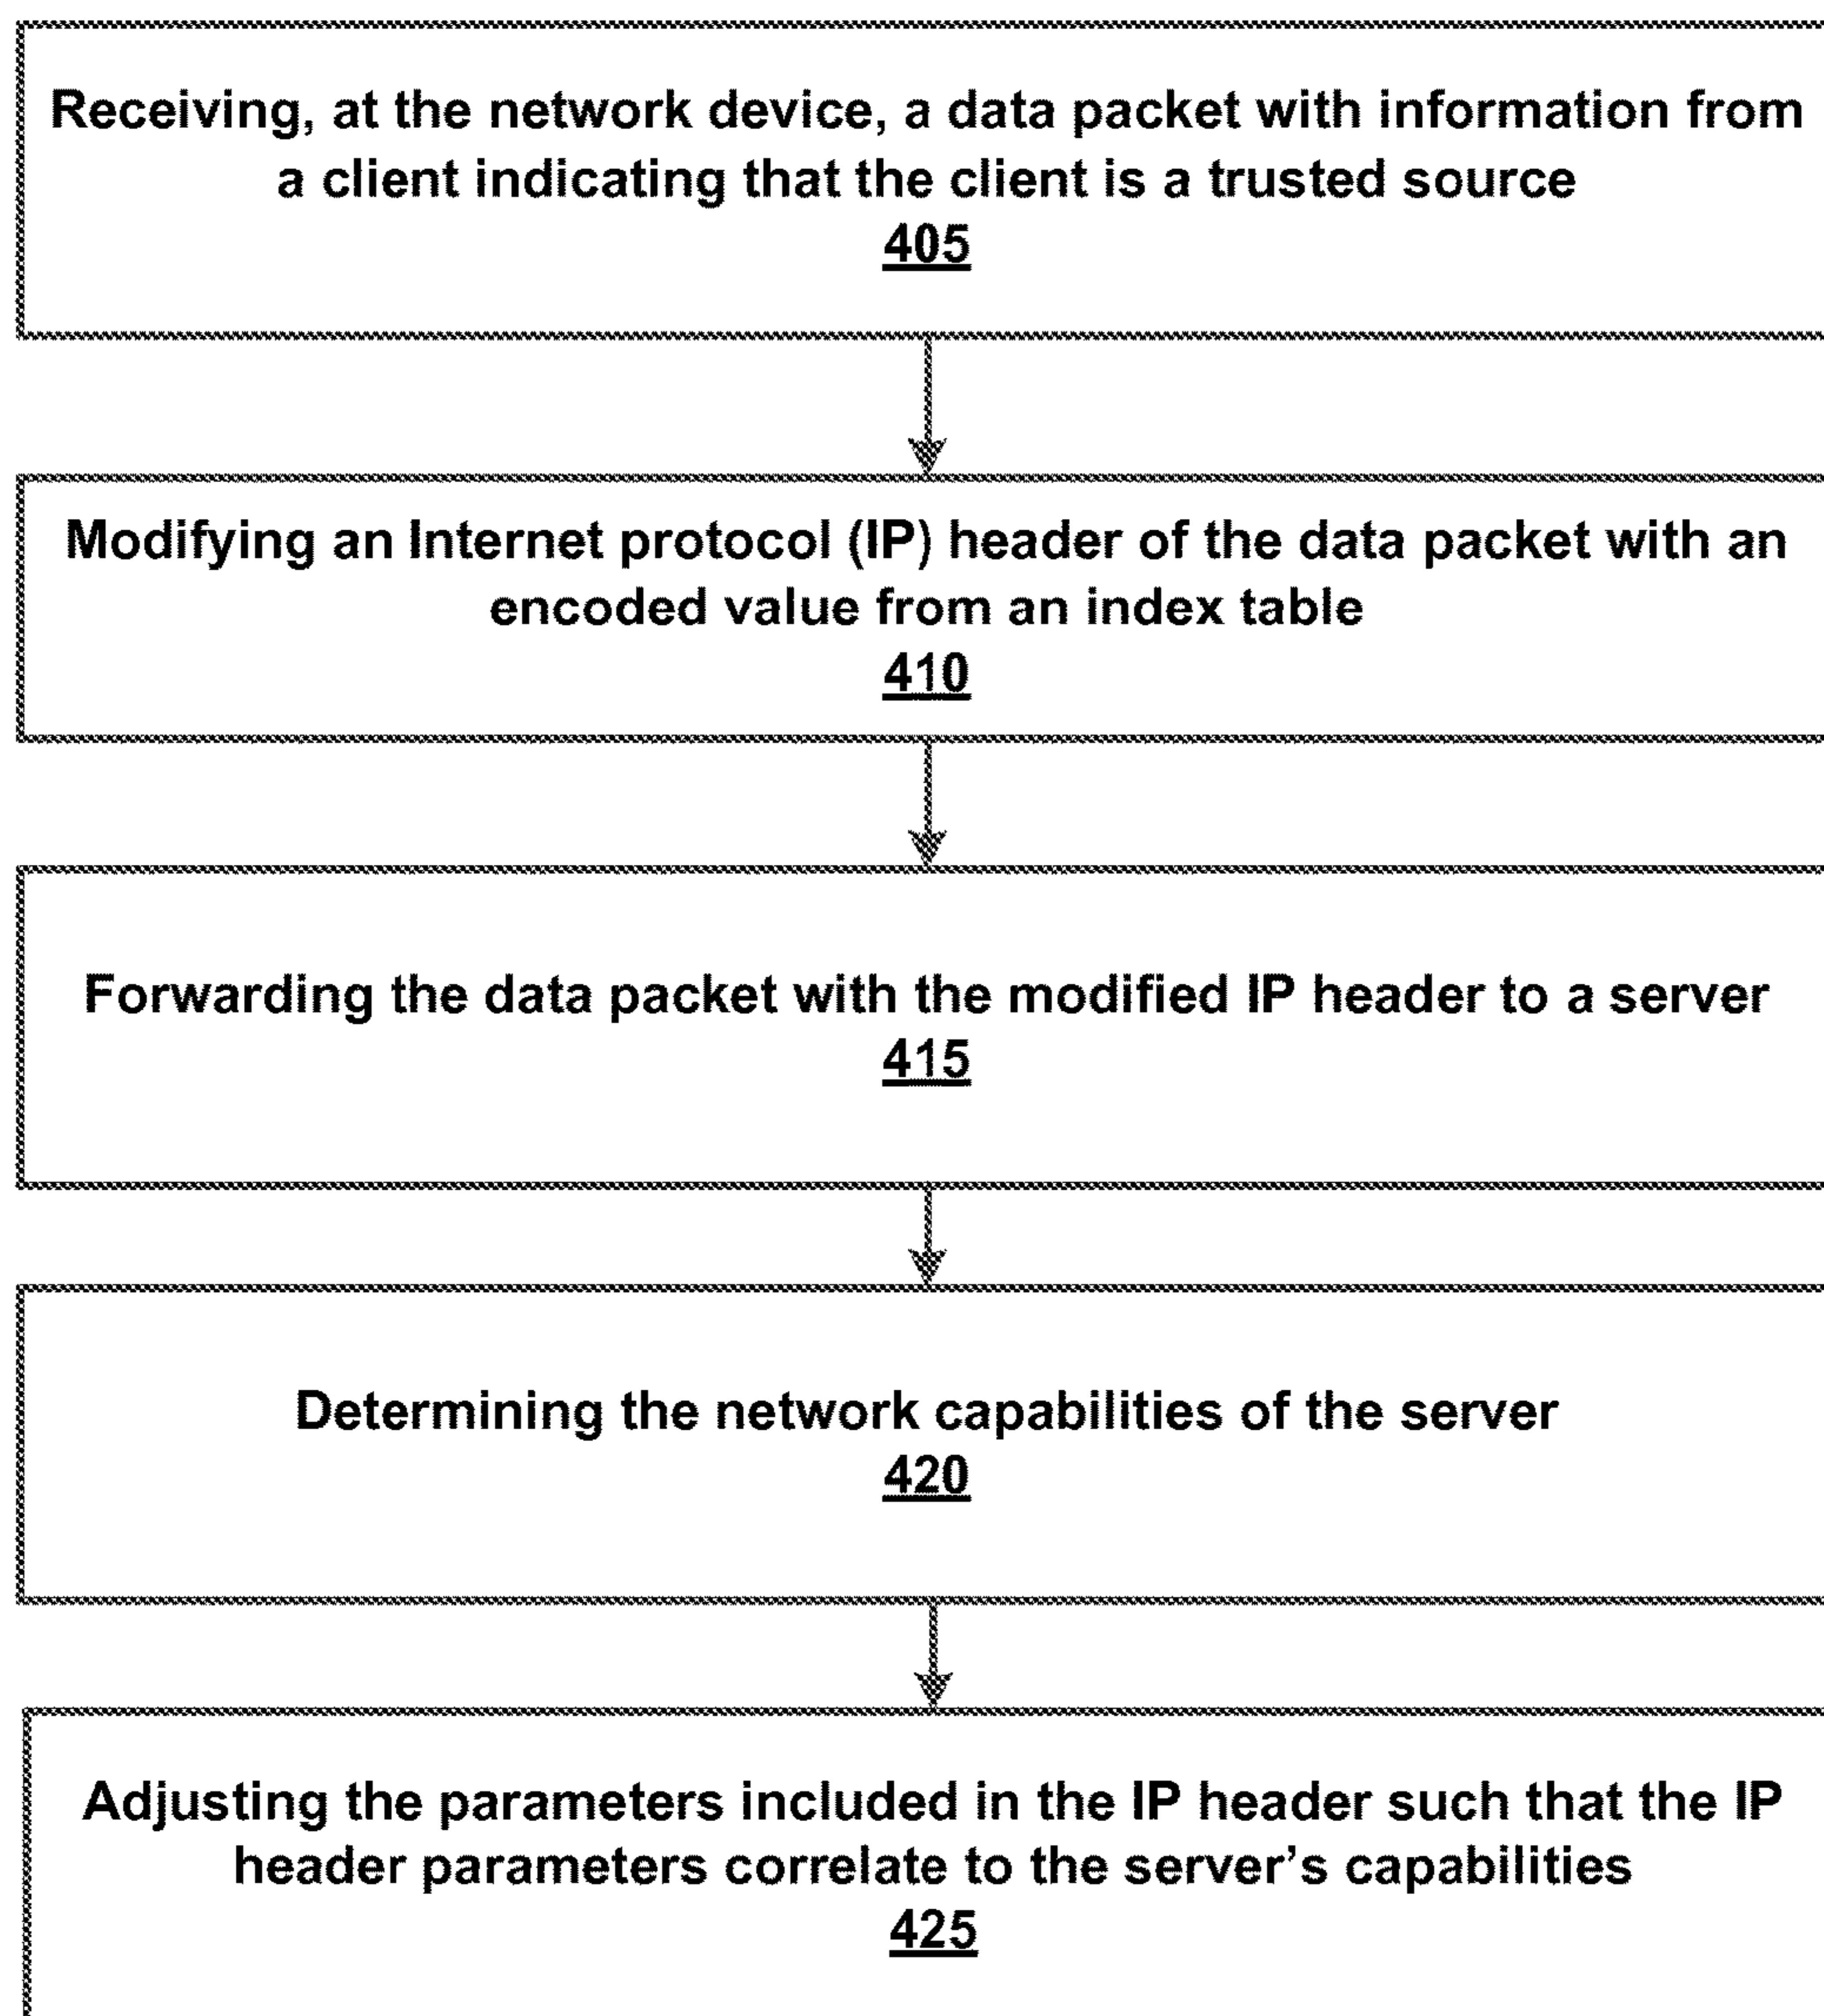 Receiving, at the network device, a data packet with information from
a client indicating that the client is a trusted source
405
Modifying an Internet protocol (IP) header of the data packet with an
encoded value from an index table
410
Forwarding the data packet with the modified IP header to a server
415
Determining the network capabilities of the server
420
Adjusting the parameters included in the IP header such that the IP
header parameters correlate to the server's capabilities
425